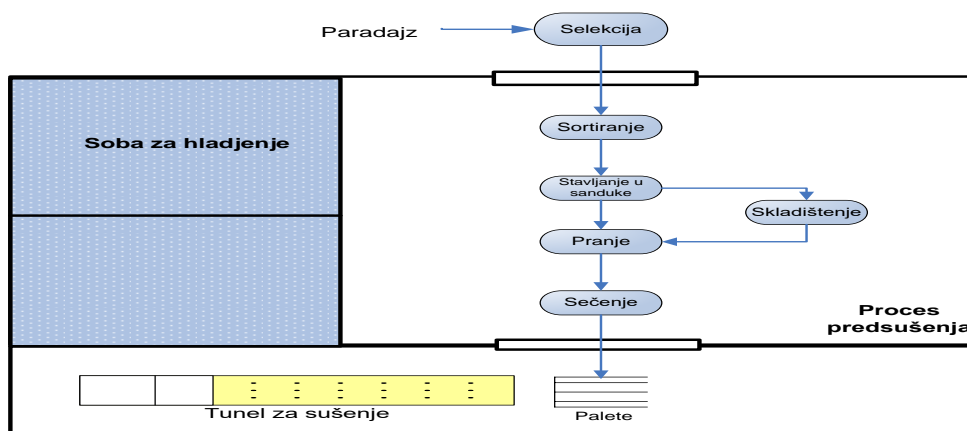 Paradajz
Selekcija
Soba za hladjenje
Sortiranje
Stavljanje u
sanduke
Skladištenje
Pranje
Sečenje
Proces
predsušenja
Tunel za sušenje
Palete